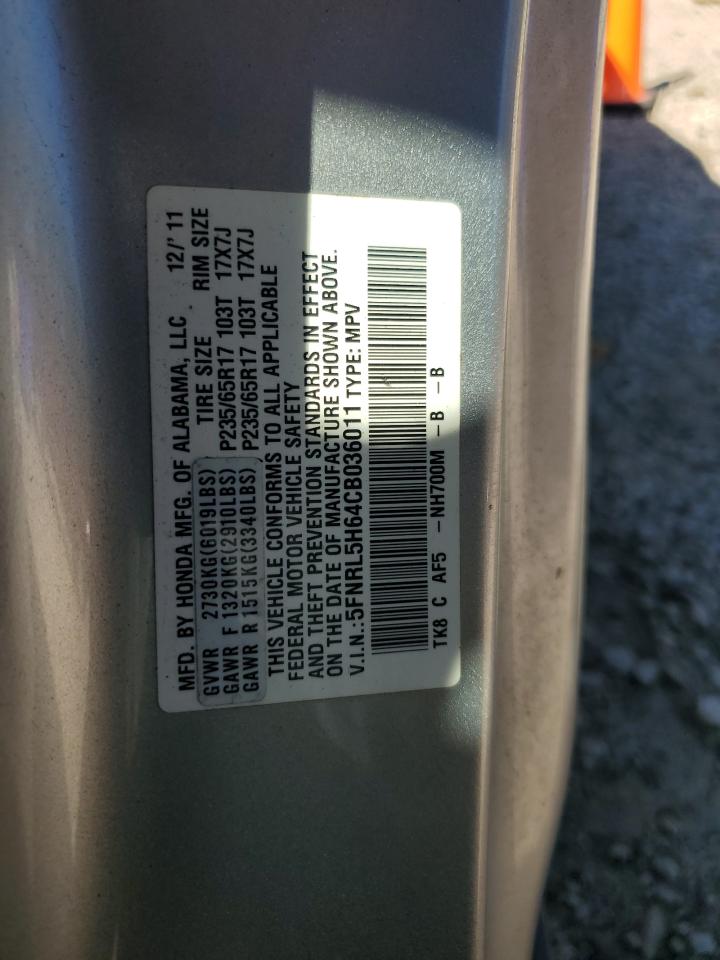 MFD. BY HONDA MFG. OF ALABAMA, LLC 12/'11
GVWR 2730KG(6019LBS) TIRE SIZE RIM SIZE
GAWR F 1320KG(2910LBS) P235/65R17 103T 17X7J
GAWR R 1515KG(3340LBS) P235/65R17 103T 17X7J
THIS VEHICLE CONFORMS TO ALL APPLICABLE
FEDERAL MOTOR VEHICLE SAFETY
AND THEFT PREVENTION STANDARDS IN EFFECT
ON THE DATE OF MANUFACTURE SHOWN ABOVE.
V.I.N.:5FNRL5H64CB036011 TYPE: MPV
TK8 C AF5 -NH700M -B -B